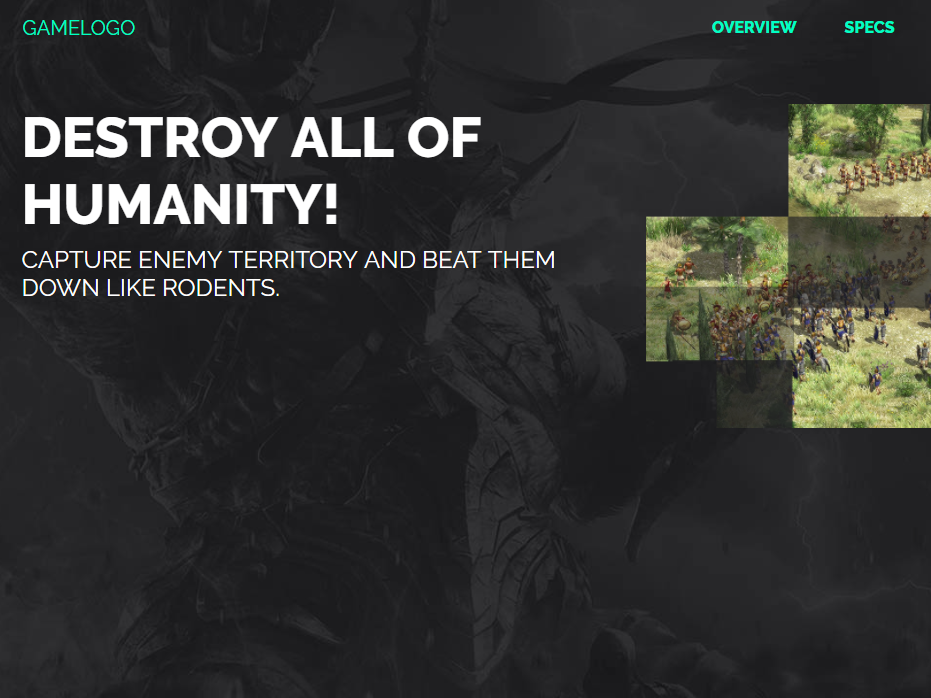 GAMELOGO
OVERVIEW
SPECS
DESTROY ALL OF
HUMANITY!
CAPTURE ENEMY TERRITORY AND BEAT THEM
DOWN LIKE RODENTS.